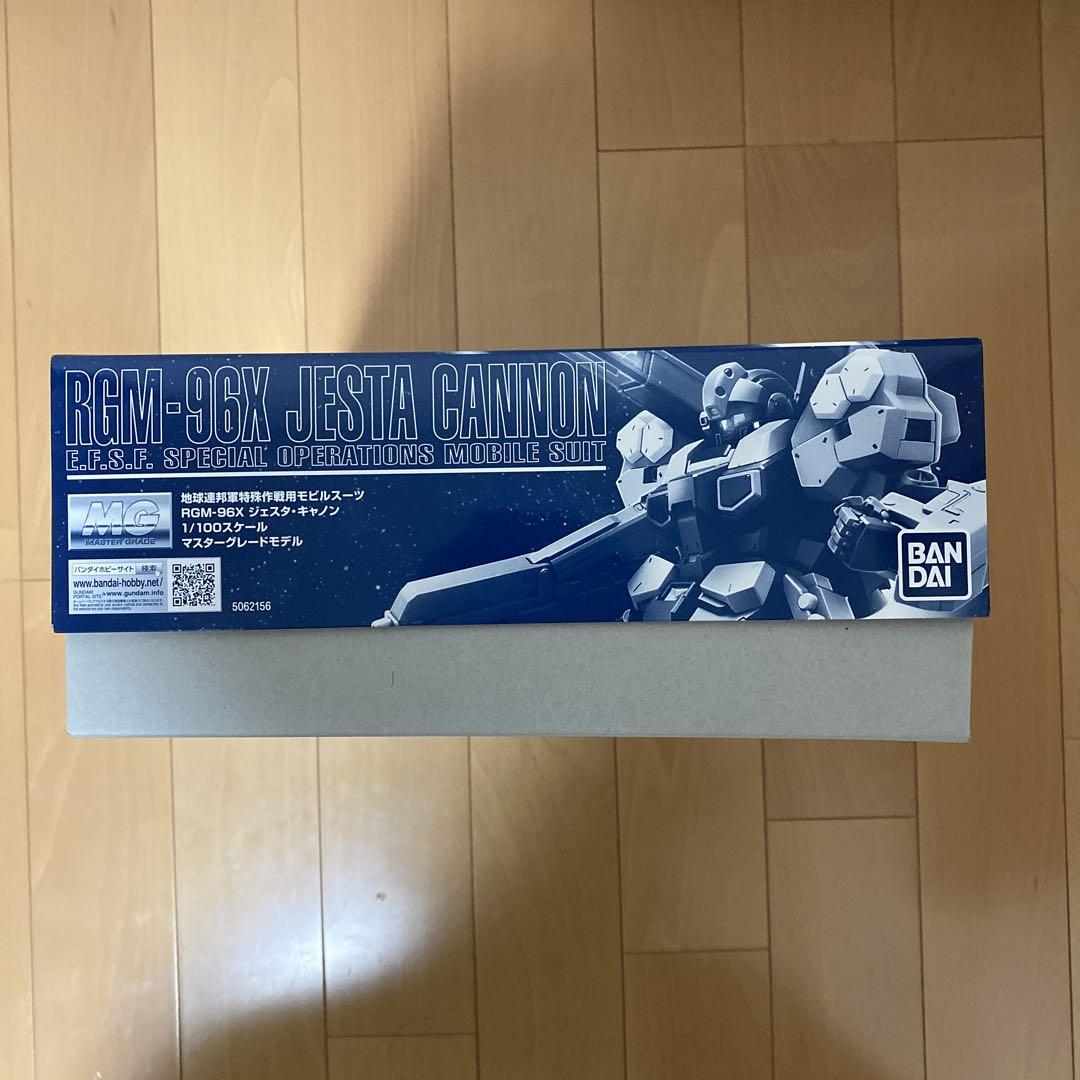 RGM-96X JESTA CANNON
E.F.S.F. SPECIAL OPERATIONS MOBILE SUIT
MG
MASTER GRADE
地球連邦軍特殊作戦用モビルスーツ
RGM-96X ジェスタ・キャノン
1/100スケール
マスターグレードモデル
バンダイホビーサイト 検索
www.bandai-hobby.net/
GUNDAM
PORTAL SITE www.gundam.info
5062156
BAN
DAI